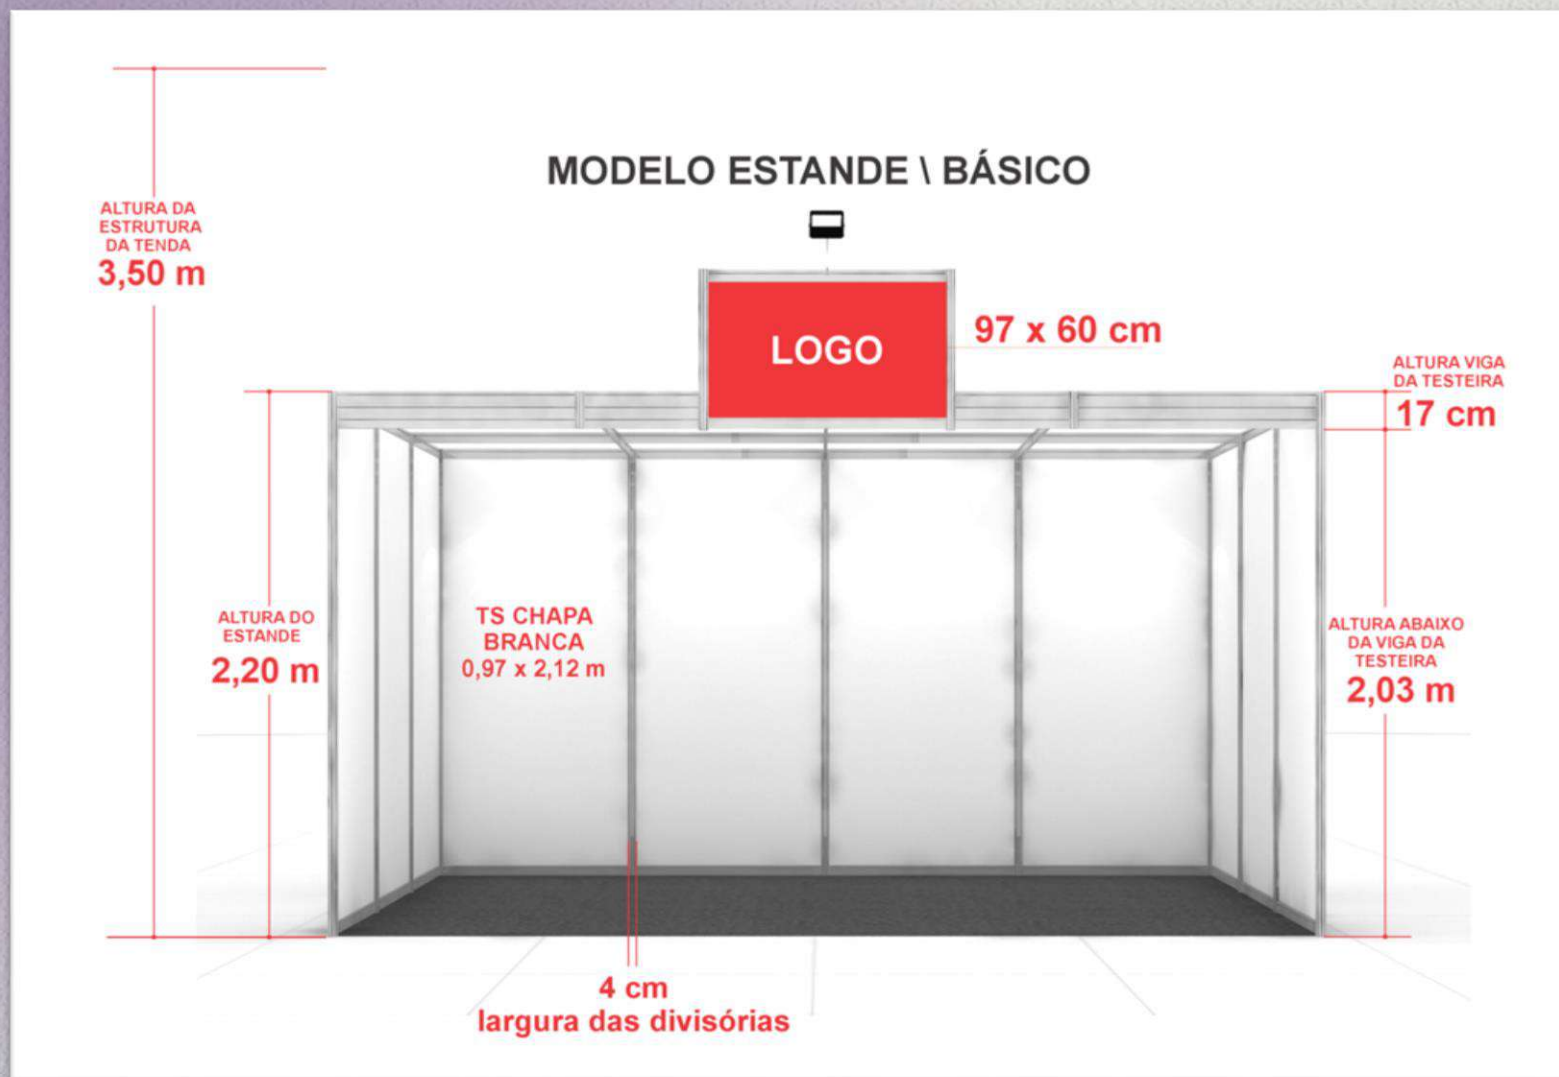 MODELO ESTANDE \ BÁSICO
ALTURA DA
ESTRUTURA
DA TENDA
3,50 m
LOGO
97 x 60 cm
ALTURA VIGA
DA TESTEIRA
17 cm
ALTURA DO
ESTANDE
2,20 m
TS CHAPA
BRANCA
0,97 x 2,12 m
ALTURA ABAIXO
DA VIGA DA
TESTEIRA
2,03 m
4 cm
largura das divisórias